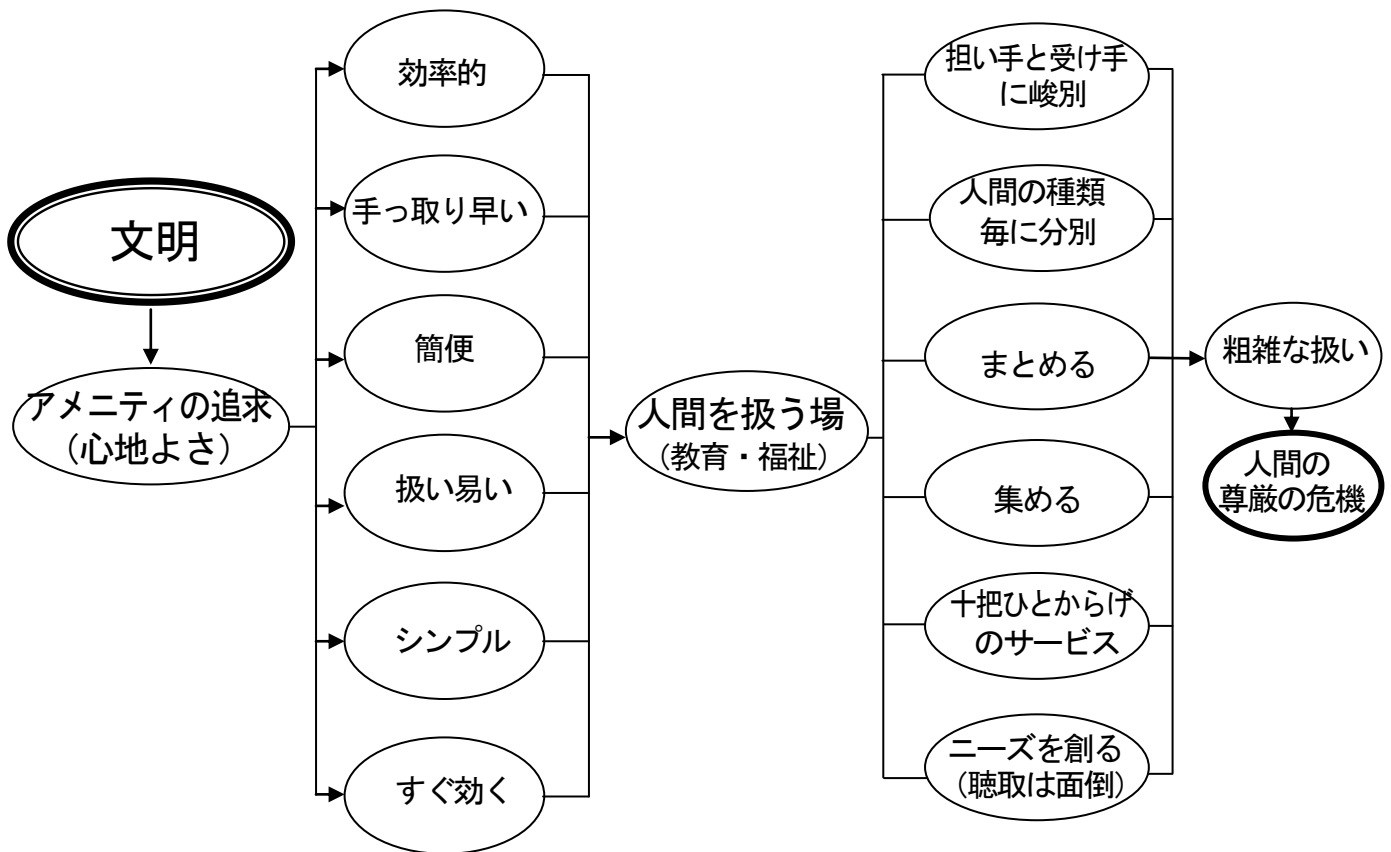 文明
アメニティの追求
(心地よさ)
効率的
手っ取り早い
簡便
扱い易い
シンプル
すぐ効く
人間を扱う場
(教育・福祉)
担い手と受け手
に峻別
人間の種類
毎に分別
まとめる
集める
十把ひとからげ
のサービス
ニーズを創る
(聴取は面倒)
粗雑な扱い
人間の
尊厳の危機